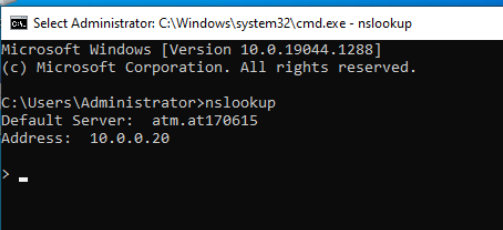 Select Administrator: C:\Windows\system32\cmd.exe - nslookup
Microsoft Windows [Version 10.0.19044.1288]
(c) Microsoft Corporation. All rights reserved.
C:\Users\Administrator>nslookup
Default Server:  atm.at170615
Address:  10.0.0.20
>